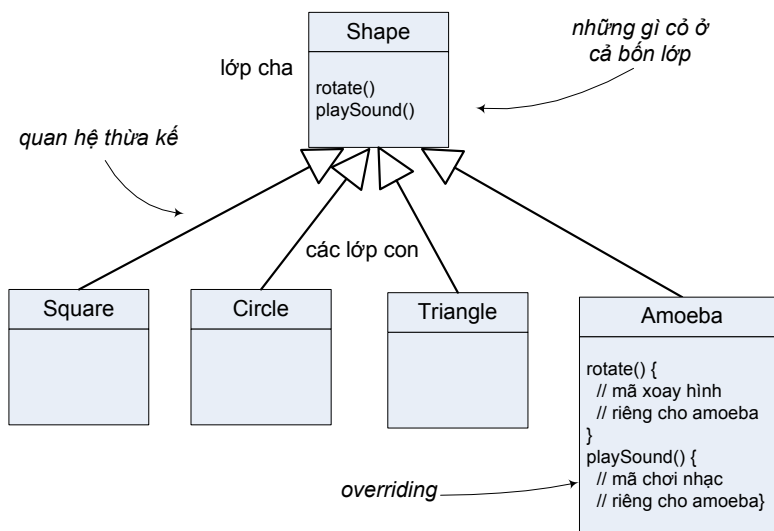 Shape
lớp cha
rotate()
playSound()
những gì cỏ ở
cả bốn lớp
quan hệ thừa kế
các lớp con
Square
Circle
Triangle
Amoeba
rotate() {
// mã xoay hình
// riêng cho amoeba
}
playSound() {
// mã chơi nhạc
// riêng cho amoeba}
overriding